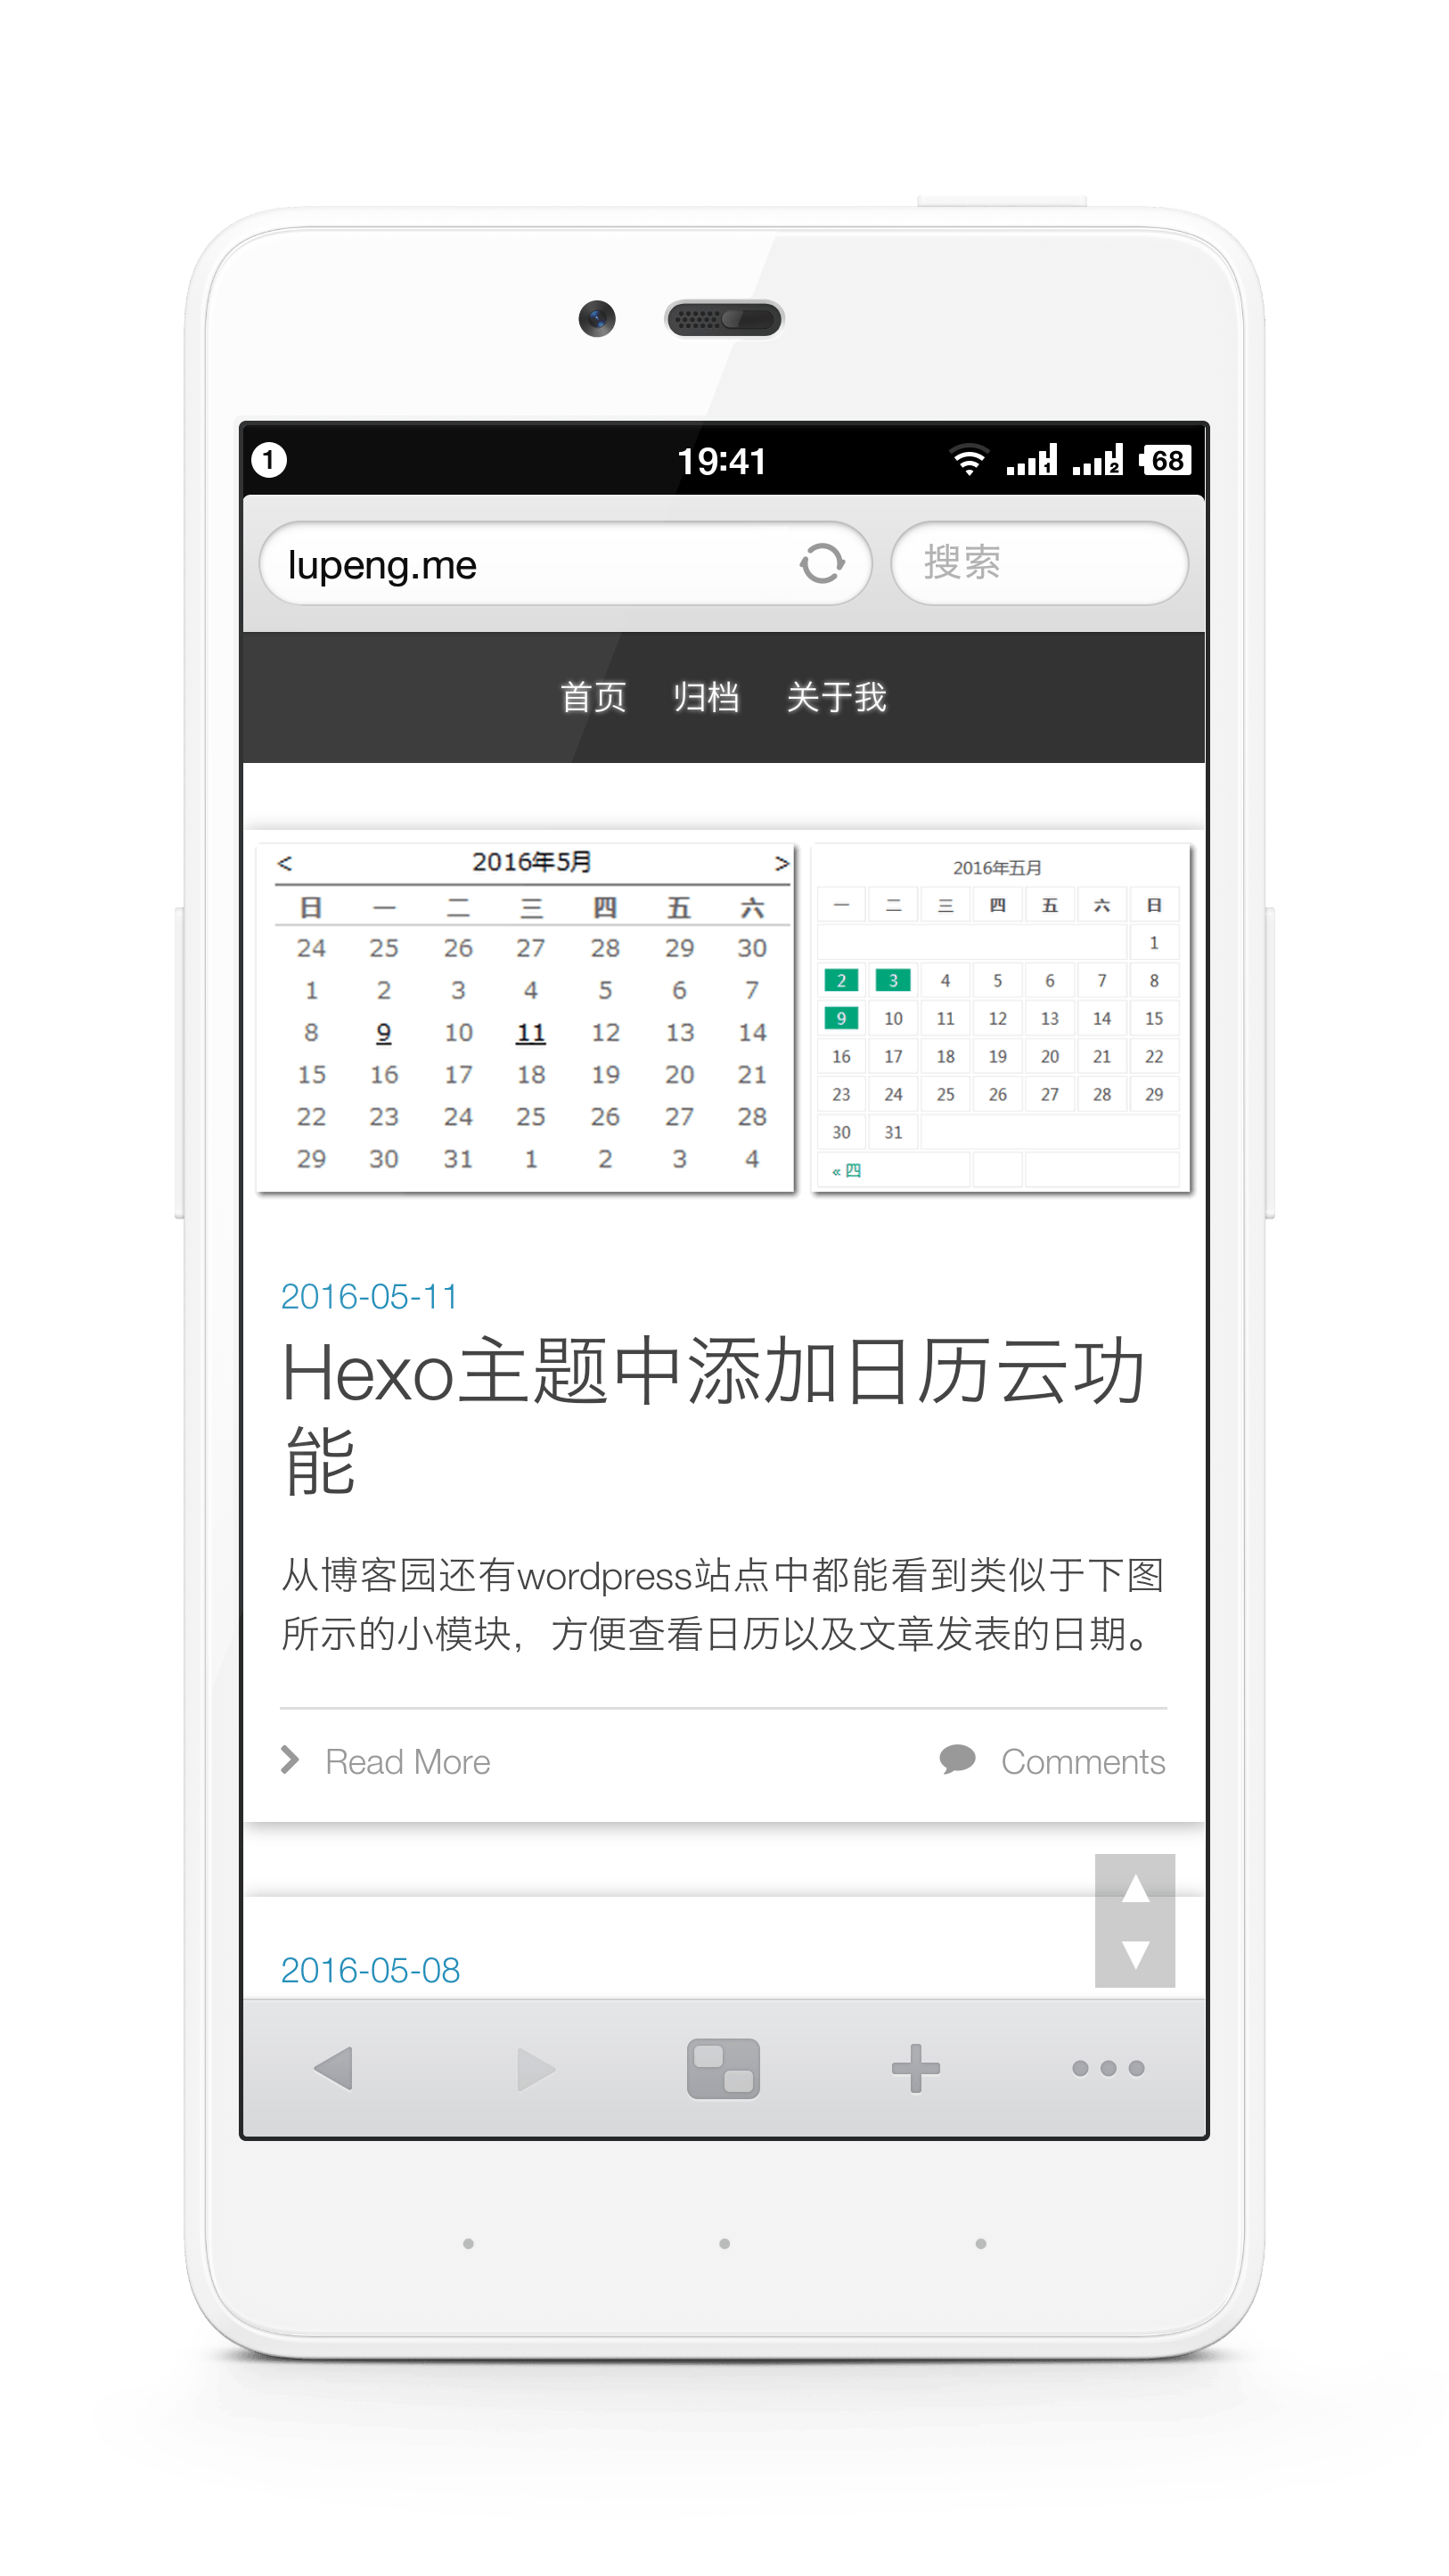 1 19:41 1 2 68
lupeng.me 搜索
首页 归档 关于我
< 2016年5月 >
日 一 二 三 四 五 六
24 25 26 27 28 29 30
1 2 3 4 5 6 7
8 9 10 11 12 13 14
15 16 17 18 19 20 21
22 23 24 25 26 27 28
29 30 31 1 2 3 4
2016年五月
一 二 三 四 五 六 日
1
2 3 4 5 6 7 8
9 10 11 12 13 14 15
16 17 18 19 20 21 22
23 24 25 26 27 28 29
30 31
« 四
2016-05-11
Hexo主题中添加日历云功
能
从博客园还有wordpress站点中都能看到类似于下图
所示的小模块，方便查看日历以及文章发表的日期。
Read More Comments
2016-05-08